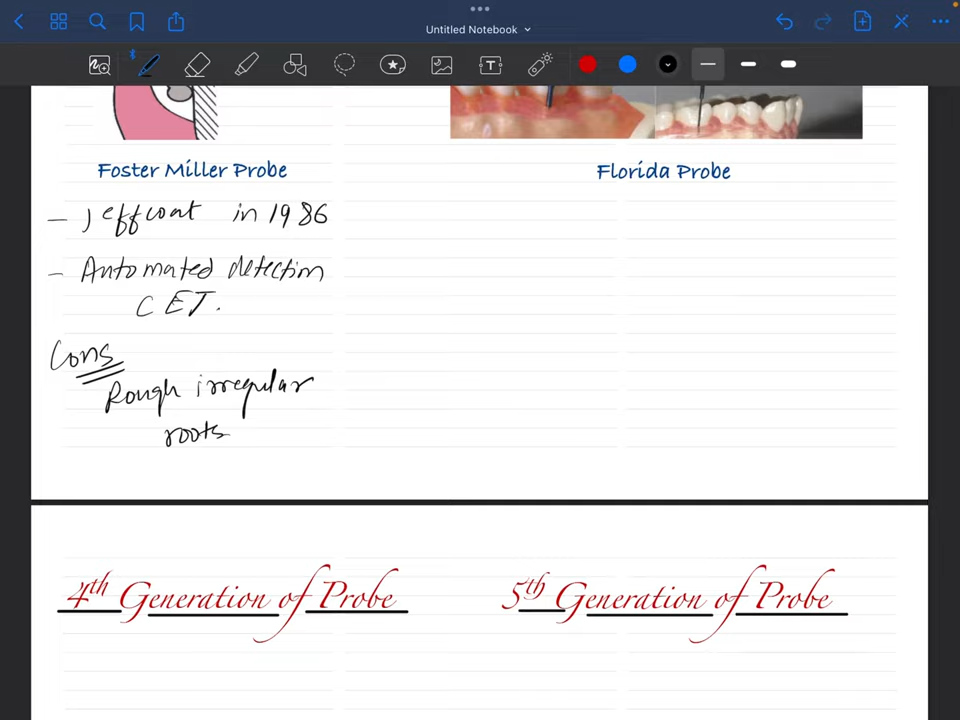 Untitled Notebook
T
Foster Miller Probe
Florida Probe
- Jeffcoat in 1986
- Automated detection
CEJ.
Cons
Rough irregular
roots
4th Generation of Probe
5th Generation of Probe